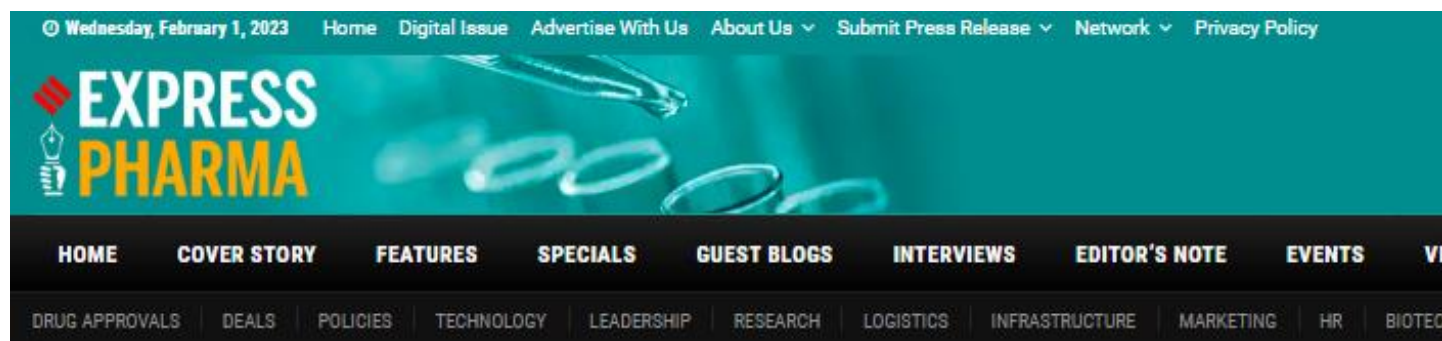 Wednesday, February 1, 2023 Home Digital Issue Advertise With Us About Us Submit Press Release Network Privacy Policy
EXPRESS
PHARMA
HOME COVER STORY FEATURES SPECIALS GUEST BLOGS INTERVIEWS EDITOR'S NOTE EVENTS
DRUG APPROVALS DEALS POLICIES TECHNOLOGY LEADERSHIP RESEARCH LOGISTICS INFRASTRUCTURE MARKETING HR